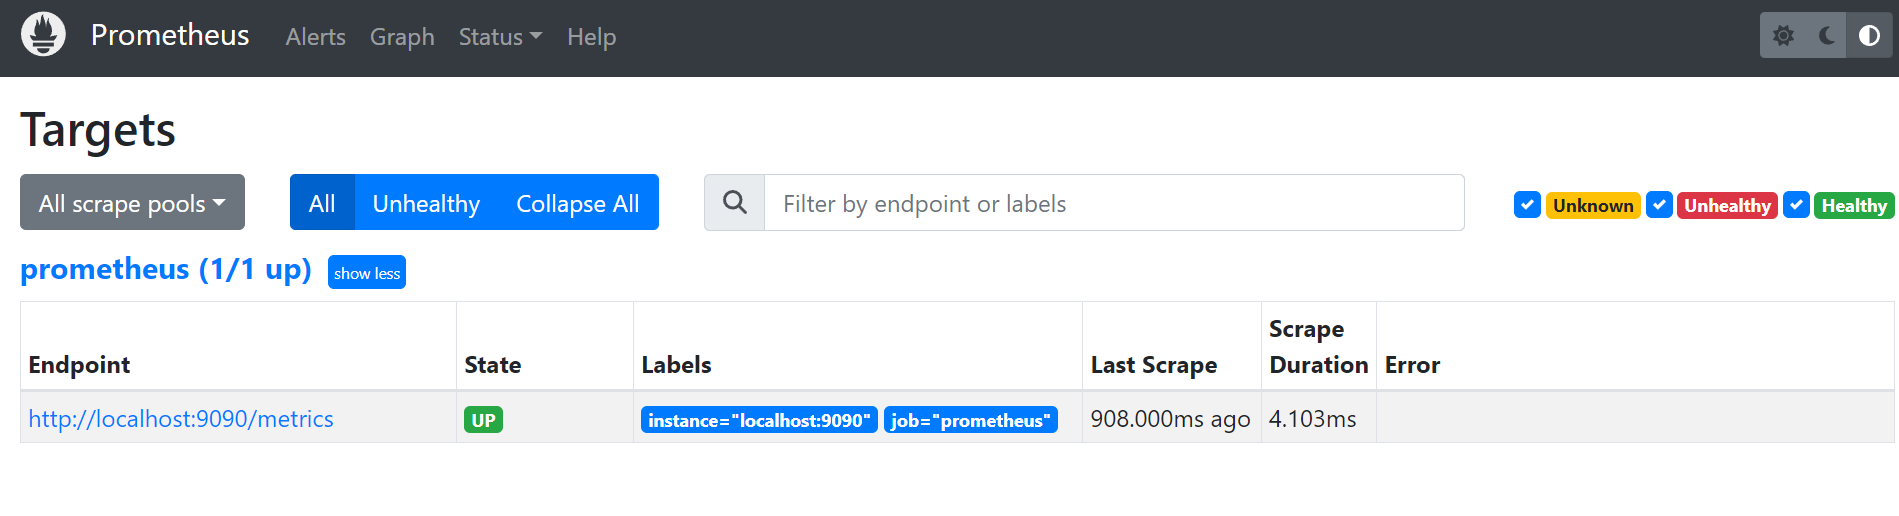 Prometheus Alerts Graph Status Help
Targets
All scrape pools All Unhealthy Collapse All Filter by endpoint or labels Unknown Unhealthy Healthy
prometheus (1/1 up) show less
Endpoint State Labels Last Scrape Scrape Duration Error
http://localhost:9090/metrics UP instance="localhost:9090" job="prometheus" 908.000ms ago 4.103ms